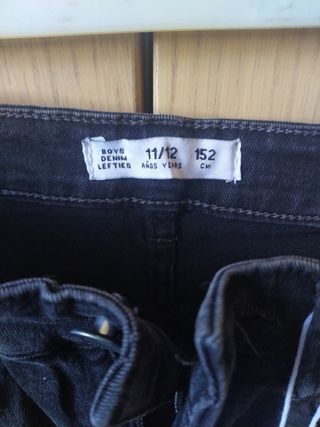 BOYS
DENIM
LEFTIES
11/12
AÑOS YEARS
152
CM